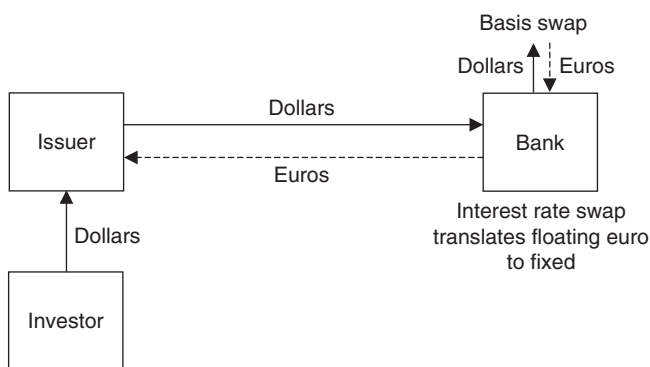 Basis swap
Dollars
Euros
Dollars
Issuer
Bank
Euros
Interest rate swap
translates floating euro
to fixed
Dollars
Investor